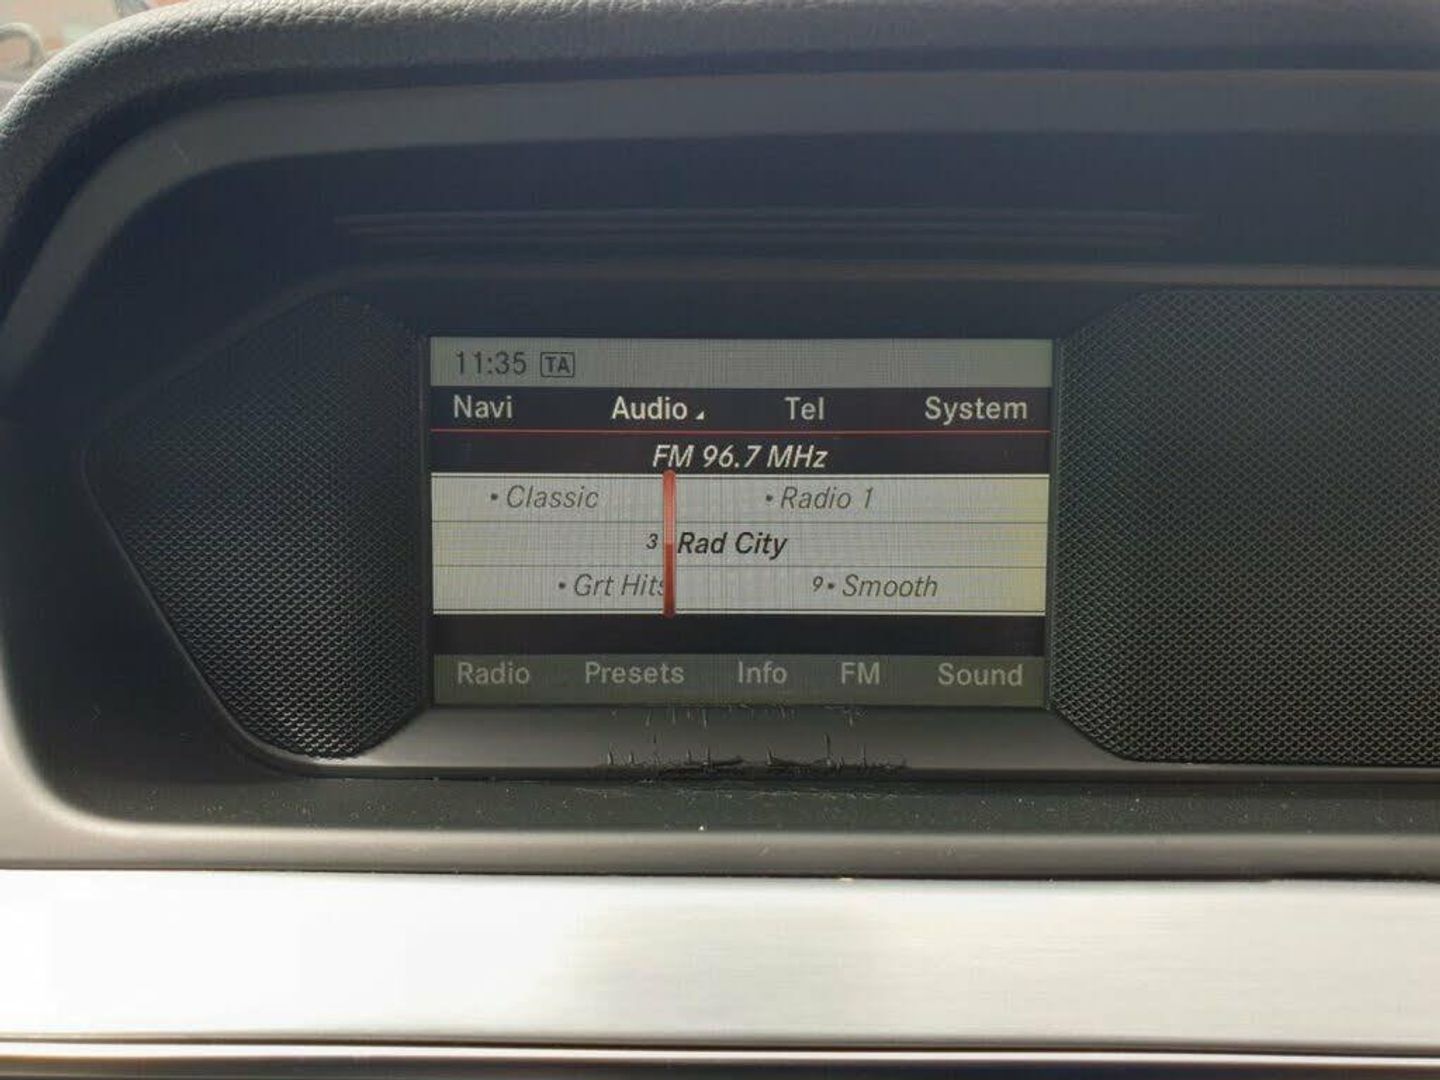 11:35 TA
Navi Audio Tel System
FM 96.7 MHz
• Classic • Radio 1
3 Rad City
• Grt Hits 9• Smooth
Radio Presets Info FM Sound